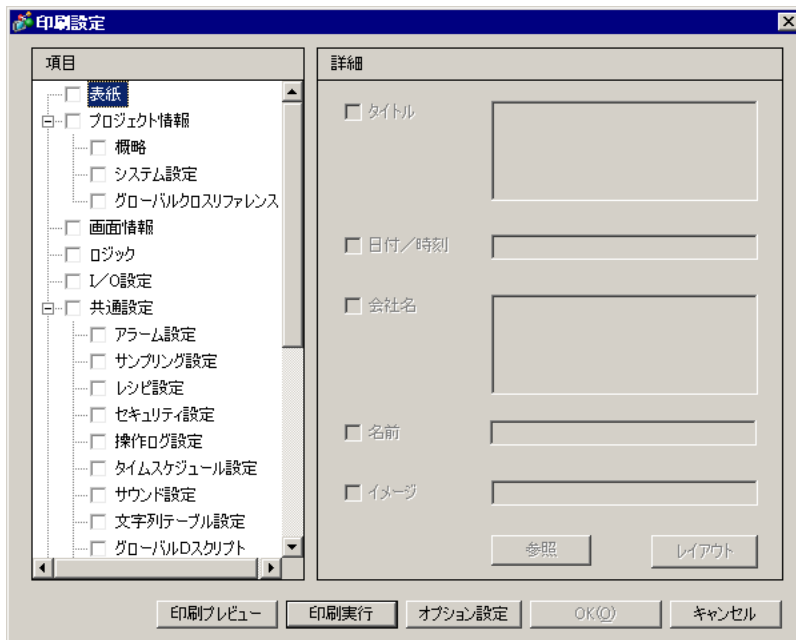 印刷設定
項目
表紙
プロジェクト情報
概略
システム設定
グローバルクロスリファレンス
画面情報
ロジック
I/O設定
共通設定
アラーム設定
サンプリング設定
レシピ設定
セキュリティ設定
操作ログ設定
タイムスケジュール設定
サウンド設定
文字列テーブル設定
グローバルDスクリプト
詳細
タイトル
日付/時刻
会社名
名前
イメージ
参照
レイアウト
印刷プレビュー
印刷実行
オプション設定
OK(O)
キャンセル